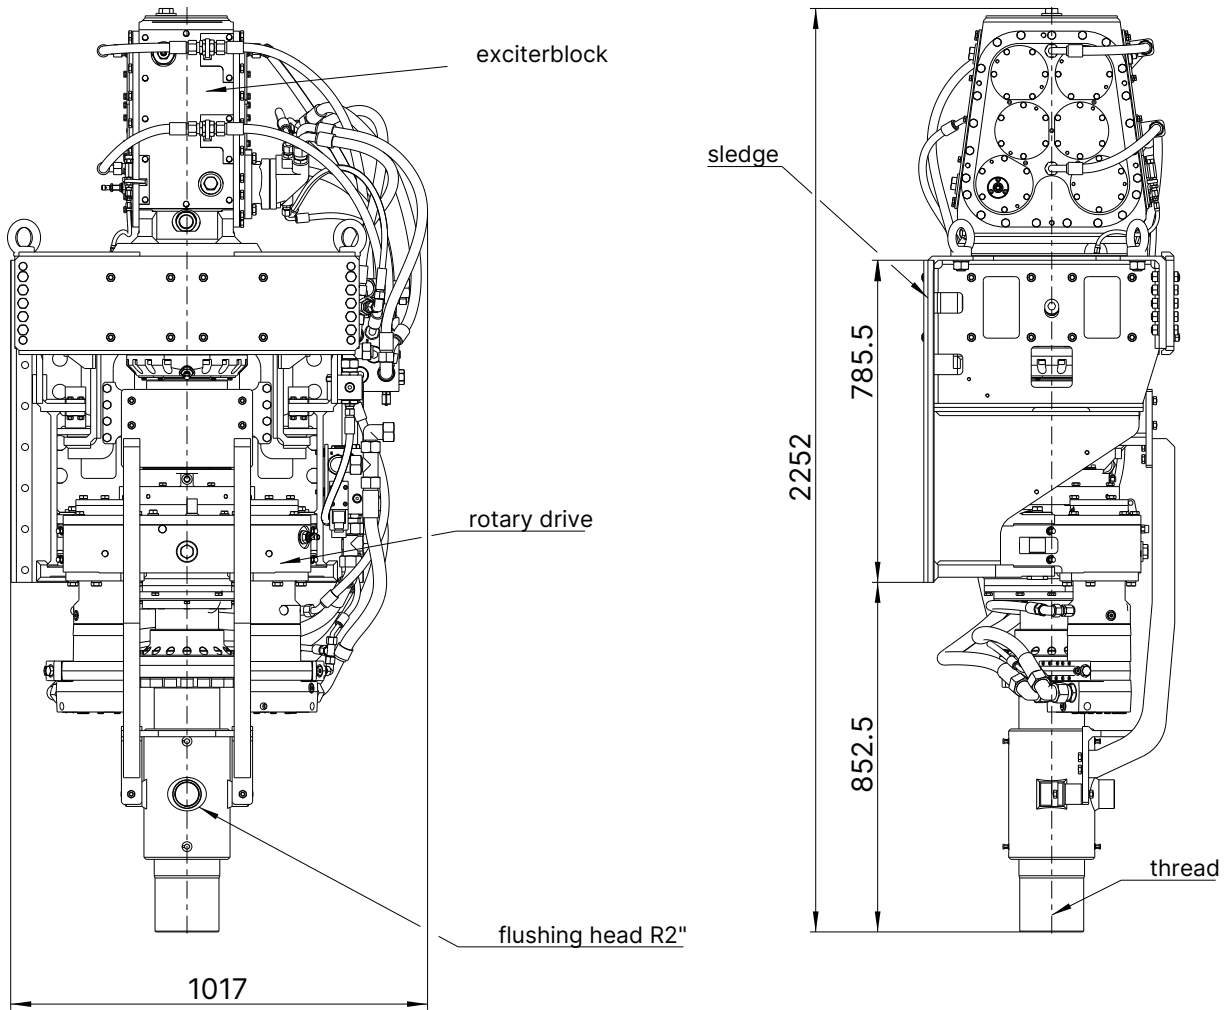 exciterblock
sledge
785.5
2252
rotary drive
852.5
thread
flushing head R2"
1017